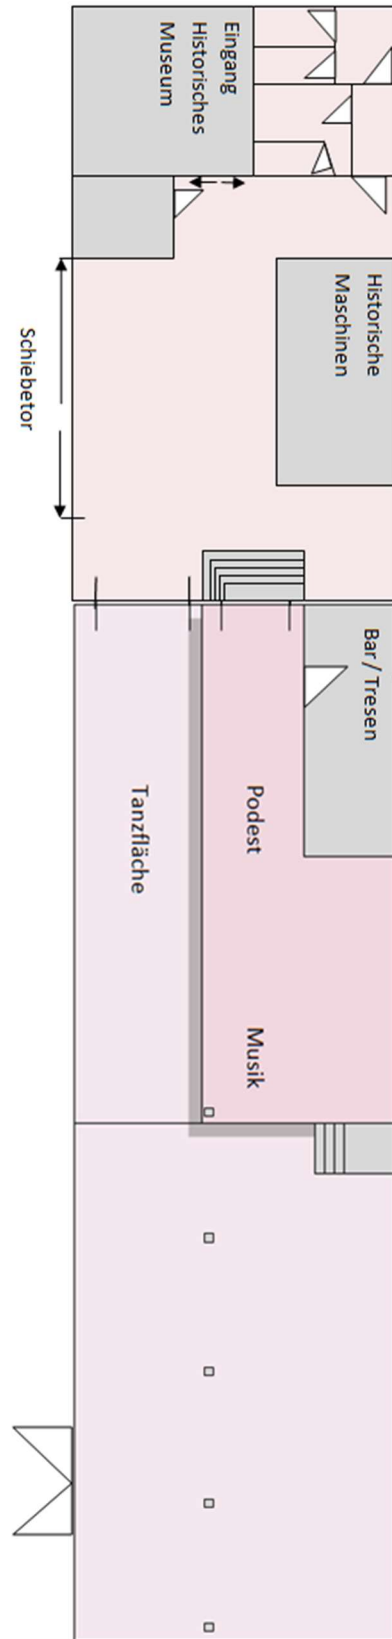 Eingang
Historisches
Museum
Historische
Maschinen
Schiebetor
Bar / Tresen
Podest
Tanzfläche
Musik